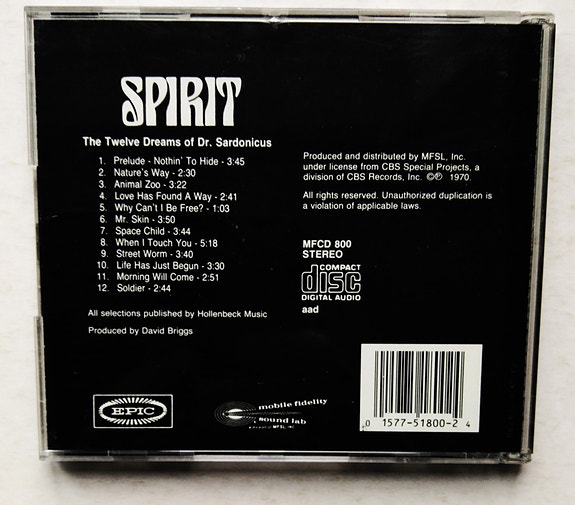 SPIRIT
The Twelve Dreams of Dr. Sardonicus
1. Prelude - Nothin' To Hide - 3:45
2. Nature's Way - 2:30
3. Animal Zoo - 3:22
4. Love Has Found A Way - 2:41
5. Why Can't I Be Free? - 1:03
6. Mr. Skin - 3:50
7. Space Child - 3:44
8. When I Touch You - 5:18
9. Street Worm - 3:40
10. Life Has Just Begun - 3:30
11. Morning Will Come - 2:51
12. Soldier - 2:44
All selections published by Hollenbeck Music
Produced by David Briggs
Produced and distributed by MFSL, Inc.
under license from CBS Special Projects, a
division of CBS Records, Inc. ©℗ 1970.
All rights reserved. Unauthorized duplication is
a violation of applicable laws.
MFCD 800
STEREO
COMPACT
disc
DIGITAL AUDIO
aad
EPIC
mobile fidelity
sound lab
0 1577-51800-2 4